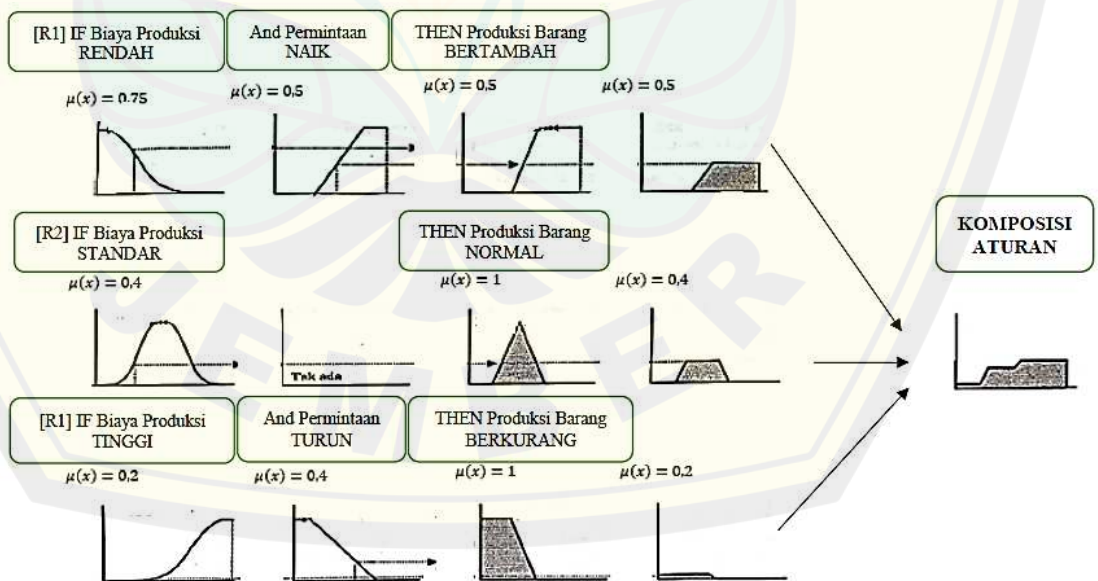 [R1] IF Biaya Produksi
RENDAH
And Permintaan
NAIK
THEN Produksi Barang
BERTAMBAH
μ(x) = 0.75
μ(x) = 0,5
μ(x) = 0,5
μ(x) = 0,5
[R2] IF Biaya Produksi
STANDAR
THEN Produksi Barang
NORMAL
μ(x) = 0,4
μ(x) = 1
μ(x) = 0,4
Tak ada
KOMPOSISI
ATURAN
[R1] IF Biaya Produksi
TINGGI
And Permintaan
TURUN
THEN Produksi Barang
BERKURANG
μ(x) = 0,2
μ(x) = 0,4
μ(x) = 1
μ(x) = 0,2
JEMBER